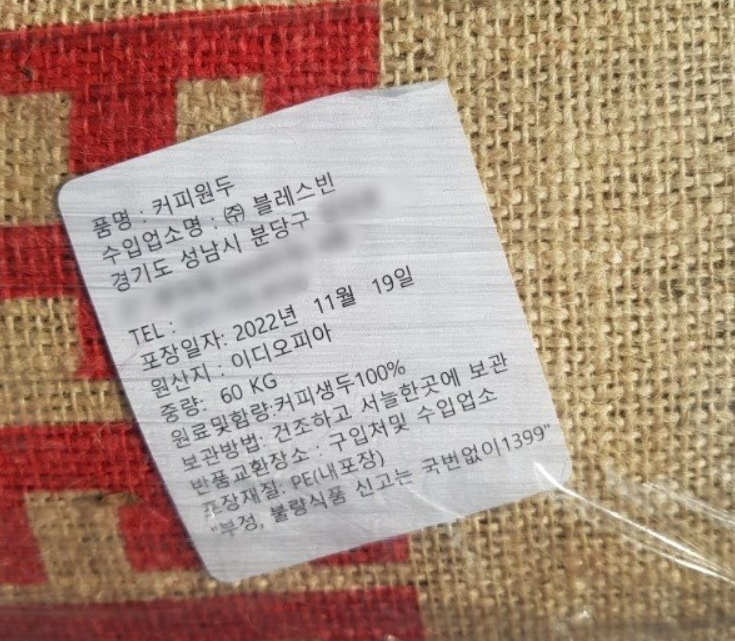 품명 : 커피원두
수입업소명 : ㈜ 블레스빈
경기도 성남시 분당구
TEL :
포장일자: 2022년 11월 19일
원산지 : 이디오피아
중량: 60 KG
원료및함량:커피생두100%
보관방법: 건조하고 서늘한곳에 보관
반품교환장소 : 구입처및 수입업소
포장재질: PE(내포장)
"부정, 불량식품 신고는 국번없이1399"